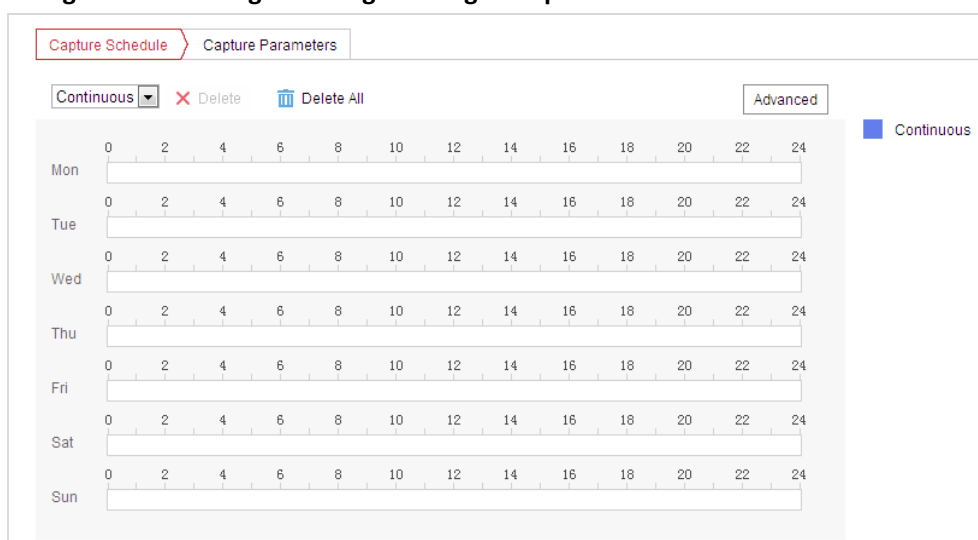 Capture Schedule Capture Parameters
Continuous Delete Delete All Advanced
Continuous
0 2 4 6 8 10 12 14 16 18 20 22 24
Mon
0 2 4 6 8 10 12 14 16 18 20 22 24
Tue
0 2 4 6 8 10 12 14 16 18 20 22 24
Wed
0 2 4 6 8 10 12 14 16 18 20 22 24
Thu
0 2 4 6 8 10 12 14 16 18 20 22 24
Fri
0 2 4 6 8 10 12 14 16 18 20 22 24
Sat
0 2 4 6 8 10 12 14 16 18 20 22 24
Sun